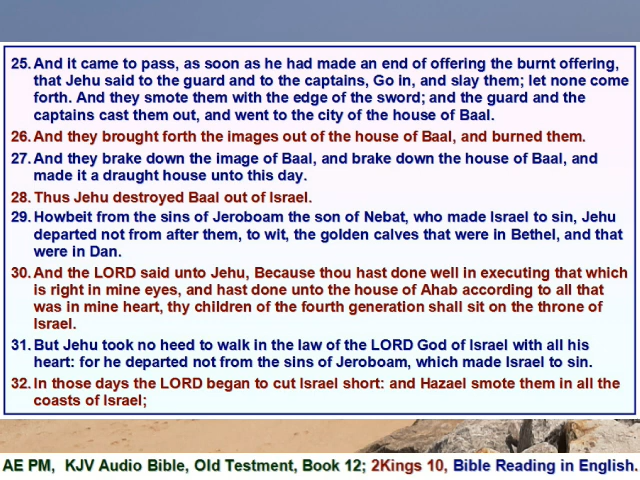 25. And it came to pass, as soon as he had made an end of offering the burnt offering,
that Jehu said to the guard and to the captains, Go in, and slay them; let none come
forth. And they smote them with the edge of the sword; and the guard and the
captains cast them out, and went to the city of the house of Baal.
26. And they brought forth the images out of the house of Baal, and burned them.
27. And they brake down the image of Baal, and brake down the house of Baal, and
made it a draught house unto this day.
28. Thus Jehu destroyed Baal out of Israel.
29. Howbeit from the sins of Jeroboam the son of Nebat, who made Israel to sin, Jehu
departed not from after them, to wit, the golden calves that were in Bethel, and that
were in Dan.
30. And the LORD said unto Jehu, Because thou hast done well in executing that which
is right in mine eyes, and hast done unto the house of Ahab according to all that
was in mine heart, thy children of the fourth generation shall sit on the throne of
Israel.
31. But Jehu took no heed to walk in the law of the LORD God of Israel with all his
heart: for he departed not from the sins of Jeroboam, which made Israel to sin.
32. In those days the LORD began to cut Israel short: and Hazael smote them in all the
coasts of Israel;
AE PM, KJV Audio Bible, Old Testment, Book 12; 2Kings 10, Bible Reading in English.